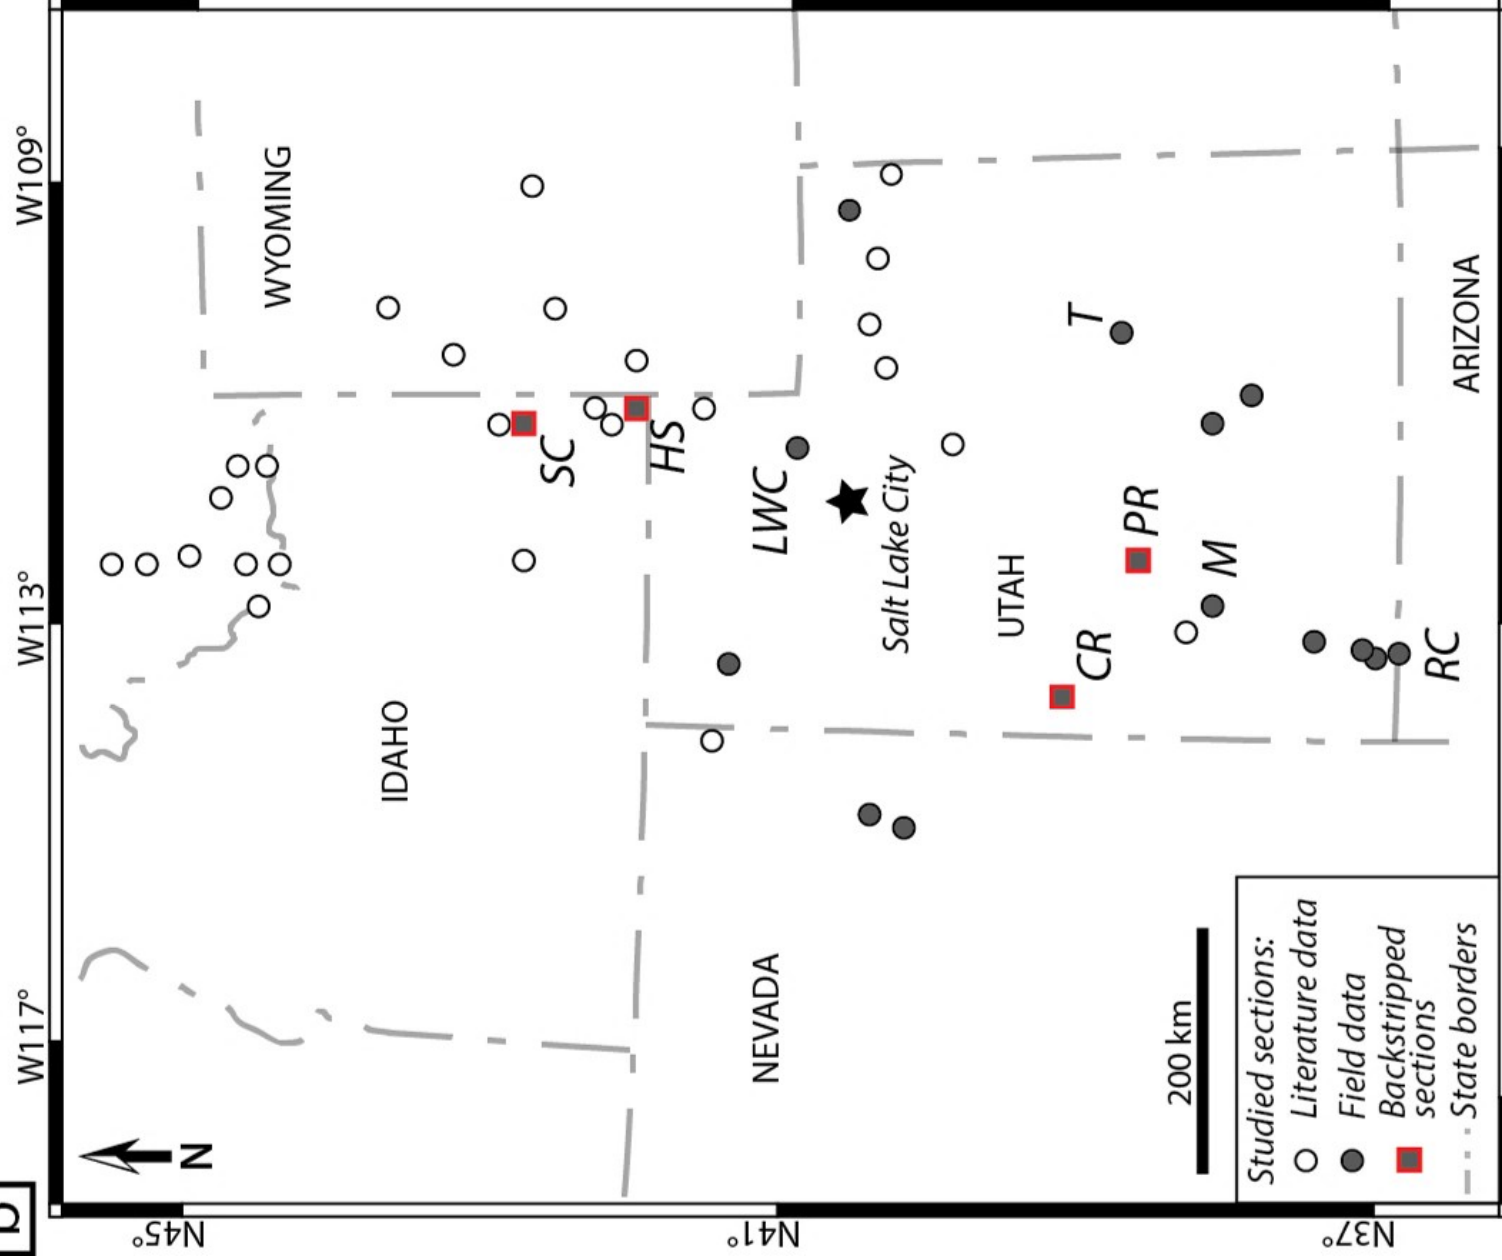 W117°
W113°
W109°
N45°
N41°
N37°
N
WYOMING
IDAHO
SC
HS
LWC
Salt Lake City
NEVADA
UTAH
T
CR
PR
M
RC
ARIZONA
200 km
Studied sections:
Literature data
Field data
Backstripped
sections
State borders